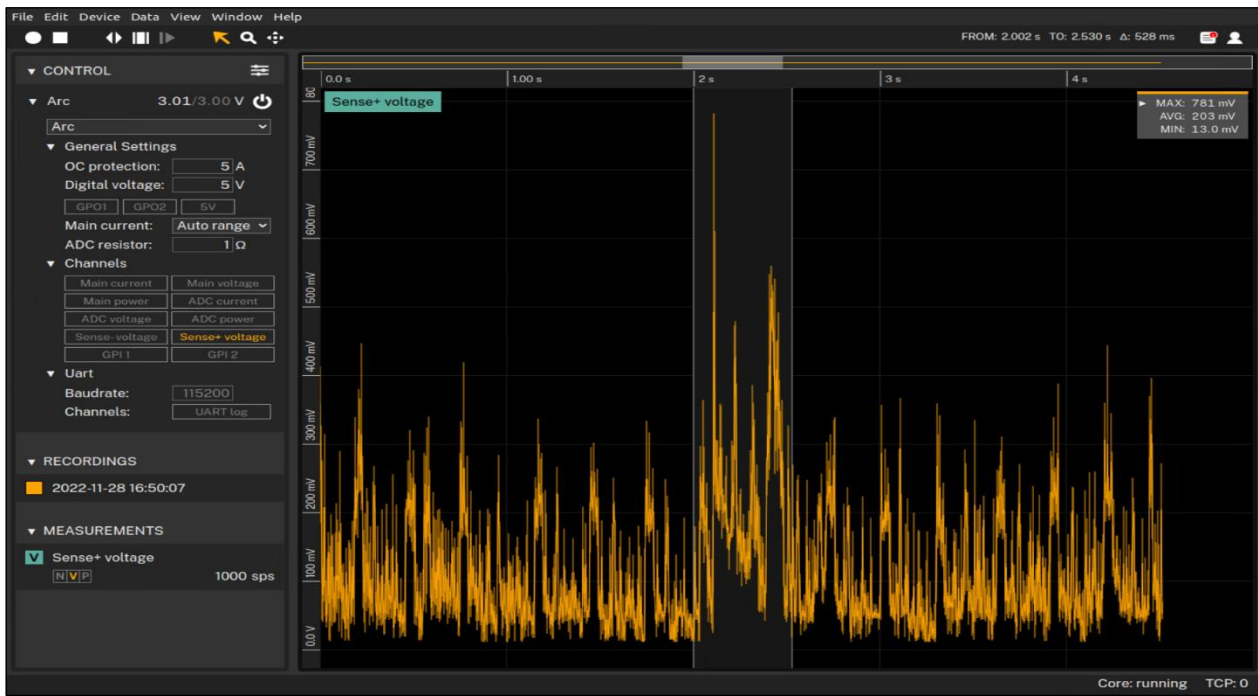 File Edit Device Data View Window Help
FROM: 2.002 s TO: 2.530 s Δ: 528 ms
▼ CONTROL
▼ Arc 3.01/3.00 V
Arc
▼ General Settings
OC protection: 5 A
Digital voltage: 5 V
GPO1 GPO2 5V
Main current: Auto range
ADC resistor: 1 Ω
▼ Channels
Main current Main voltage
Main power ADC current
ADC voltage ADC power
Sense-voltage Sense+ voltage
GPI 1 GPI 2
▼ Uart
Baudrate: 115200
Channels: UART log
▼ RECORDINGS
2022-11-28 16:50:07
▼ MEASUREMENTS
V Sense+ voltage
N V P 1000 sps
0.0 s 1.00 s 2 s 3 s 4 s
Sense+ voltage
MAX: 781 mV
AVG: 203 mV
MIN: 13.0 mV
700 mV
600 mV
500 mV
400 mV
300 mV
200 mV
100 mV
0.0 V
Core: running TCP: 0